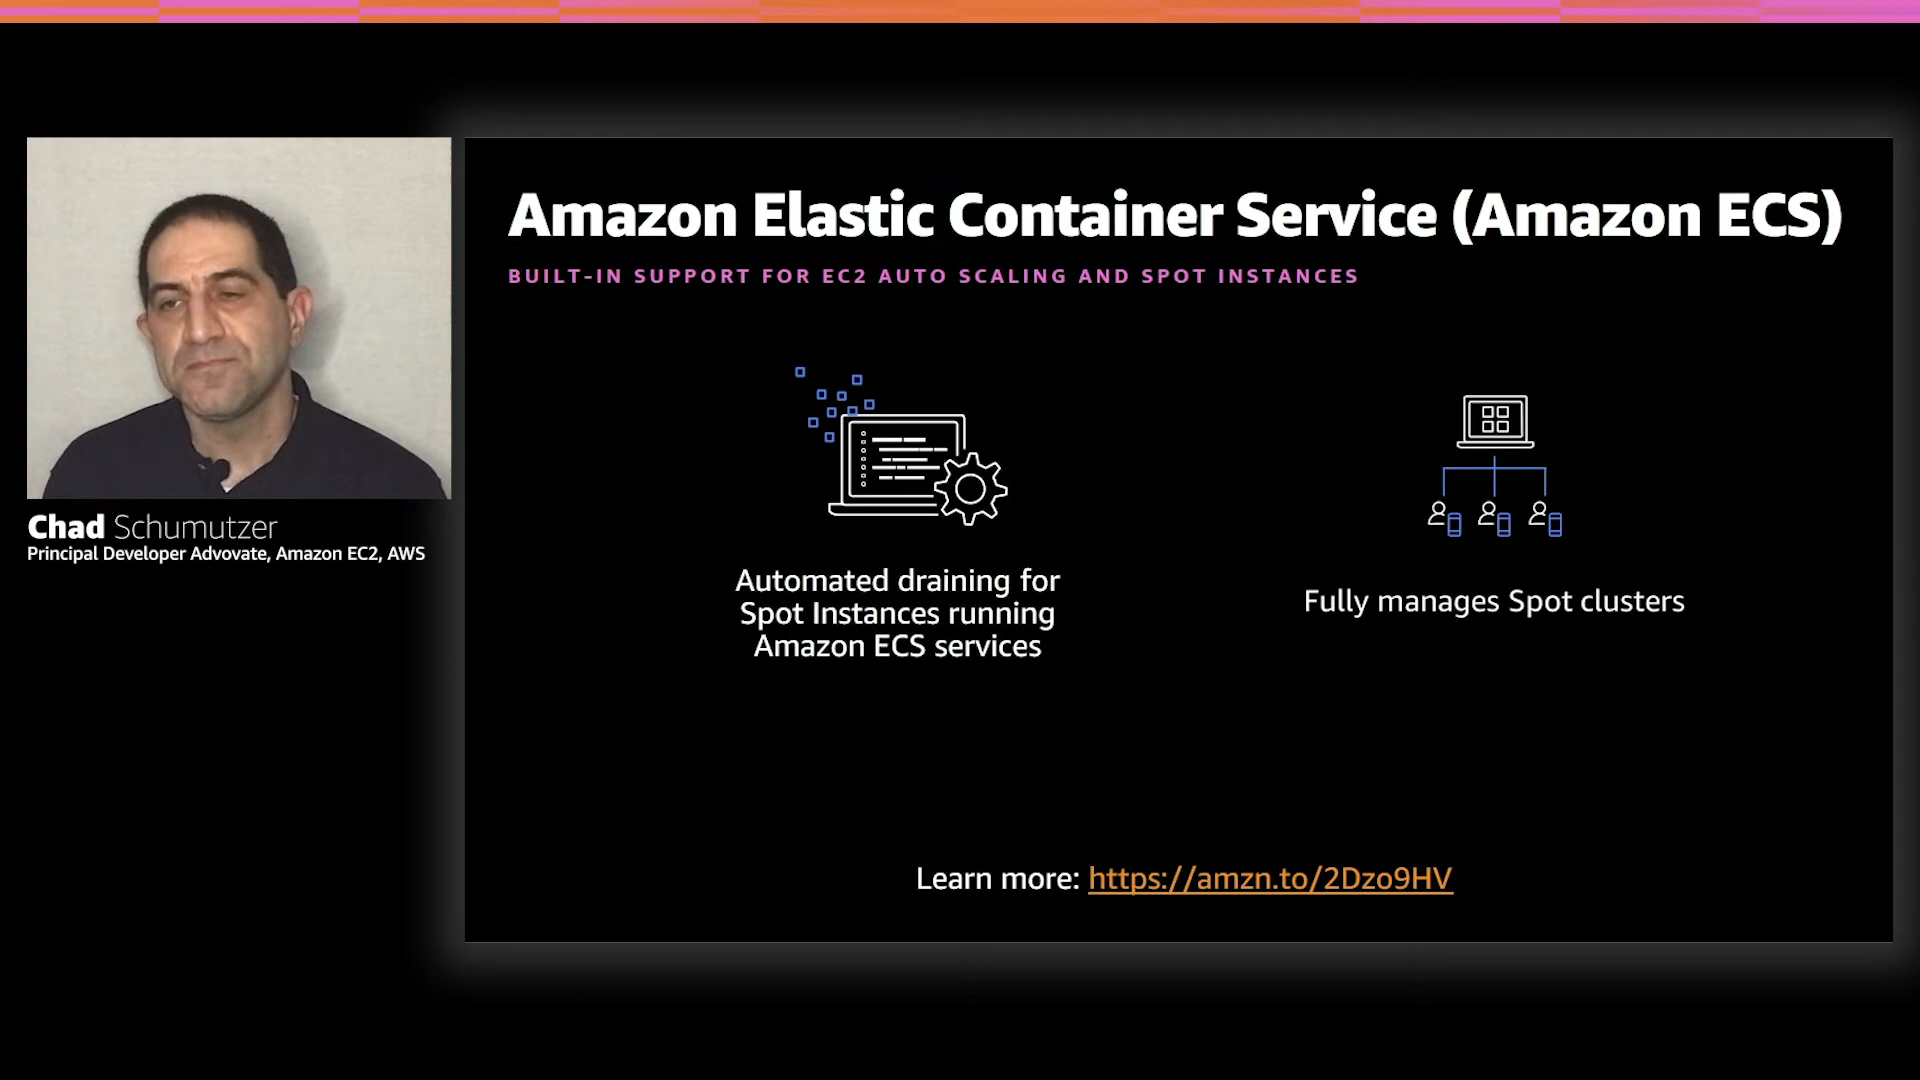 Amazon Elastic Container Service (Amazon ECS)
BUILT-IN SUPPORT FOR EC2 AUTO SCALING AND SPOT INSTANCES
Chad Schumutzer
Principal Developer Advovate, Amazon EC2, AWS
Automated draining for
Spot Instances running
Amazon ECS services
Fully manages Spot clusters
Learn more: https://amzn.to/2Dzo9HV